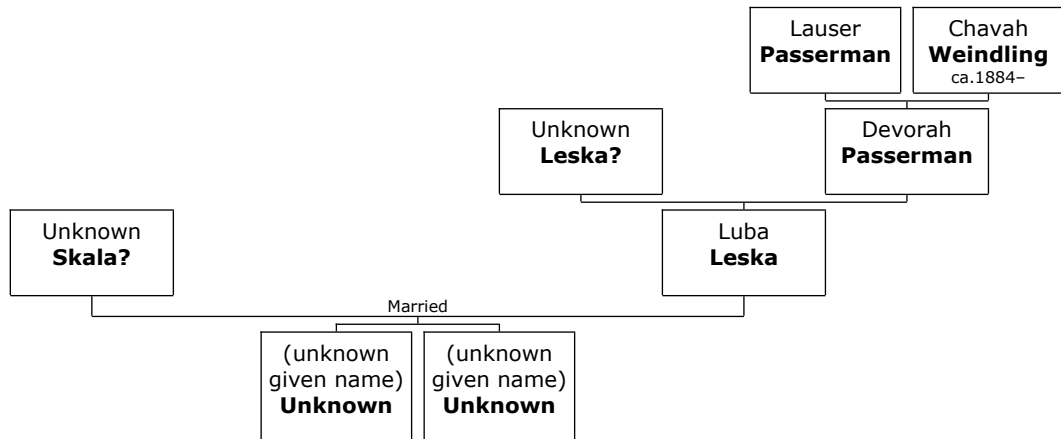 Lauser
Passerman
Chavah
Weindling
ca.1884–
Unknown
Leska?
Devorah
Passerman
Unknown
Skala?
Luba
Leska
Married
(unknown
given name)
Unknown
(unknown
given name)
Unknown